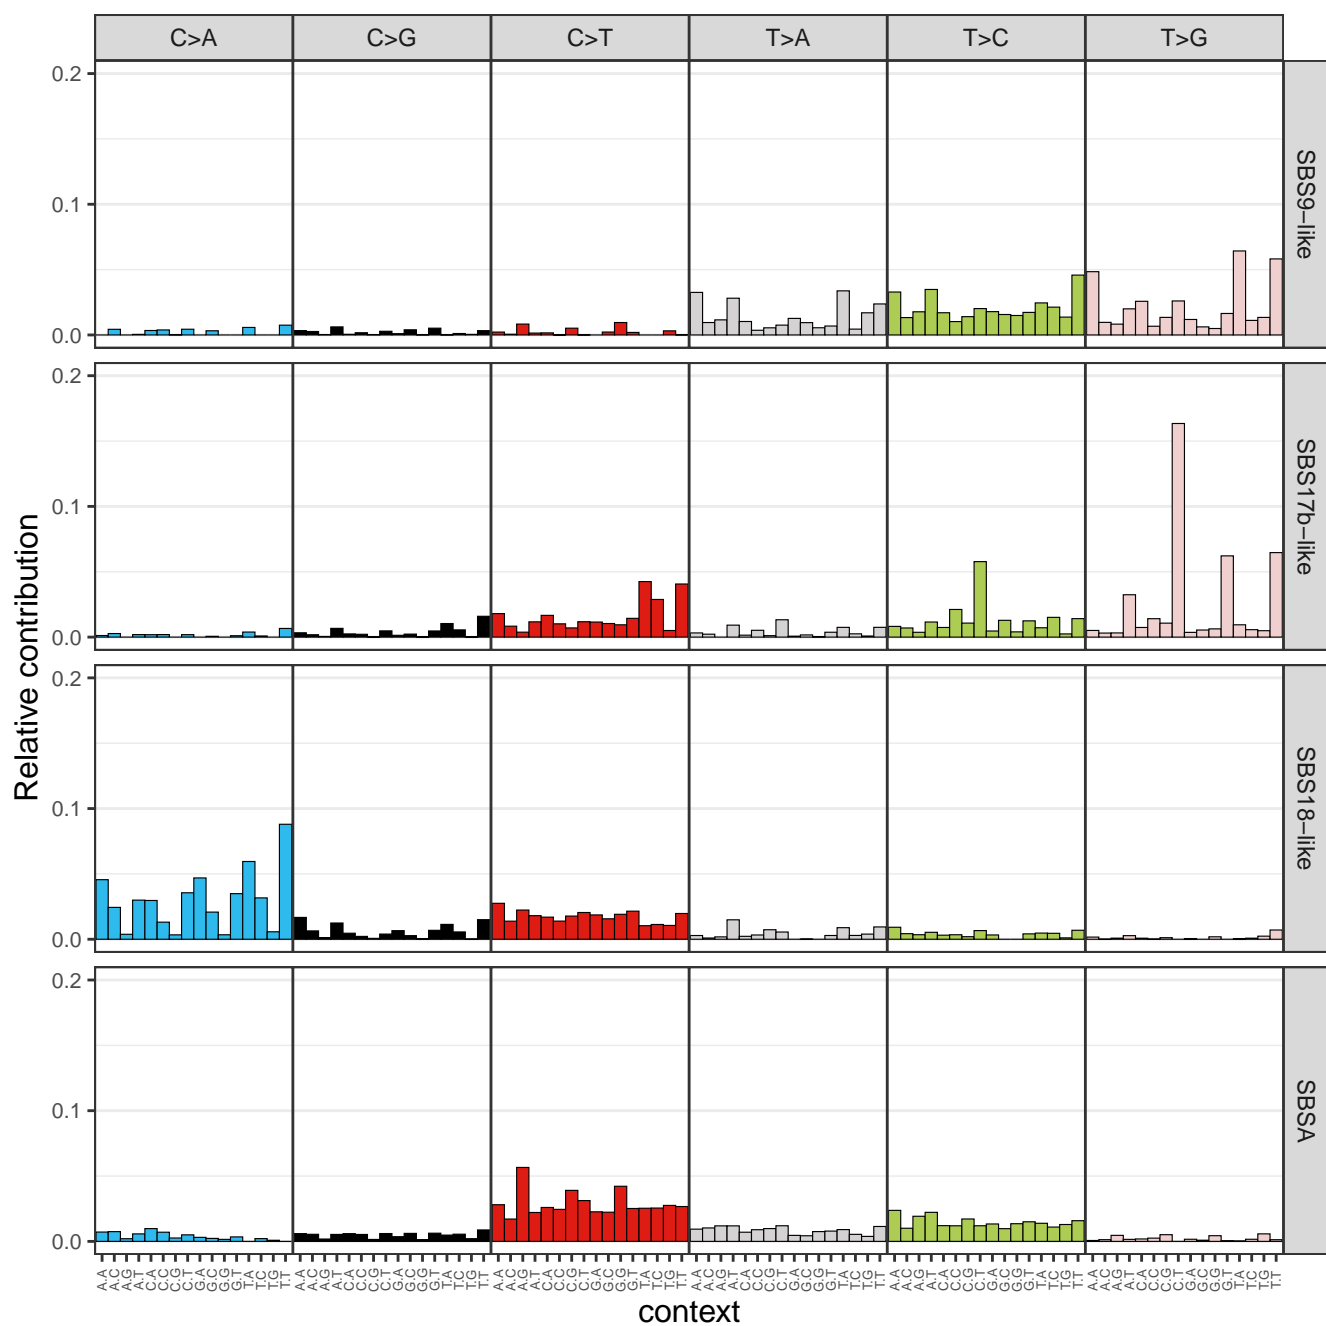 C>A C>G C>T T>A T>C T>G
0.2
0.1
0.0
SBS9−like
0.2
0.1
0.0
SBS17b−like
0.2
0.1
0.0
SBS18−like
0.2
0.1
0.0
SBSA
Relative contribution
A.A A.C A.G A.T C.A C.C C.G C.T G.A G.C G.G G.T T.A T.C T.G T.T A.A A.C A.G A.T C.A C.C C.G C.T G.A G.C G.G G.T T.A T.C T.G T.T A.A A.C A.G A.T C.A C.C C.G C.T G.A G.C G.G G.T T.A T.C T.G T.T A.A A.C A.G A.T C.A C.C C.G C.T G.A G.C G.G G.T T.A T.C T.G T.T A.A A.C A.G A.T C.A C.C C.G C.T G.A G.C G.G G.T T.A T.C T.G T.T A.A A.C A.G A.T C.A C.C C.G C.T G.A G.C G.G G.T T.A T.C T.G T.T
context